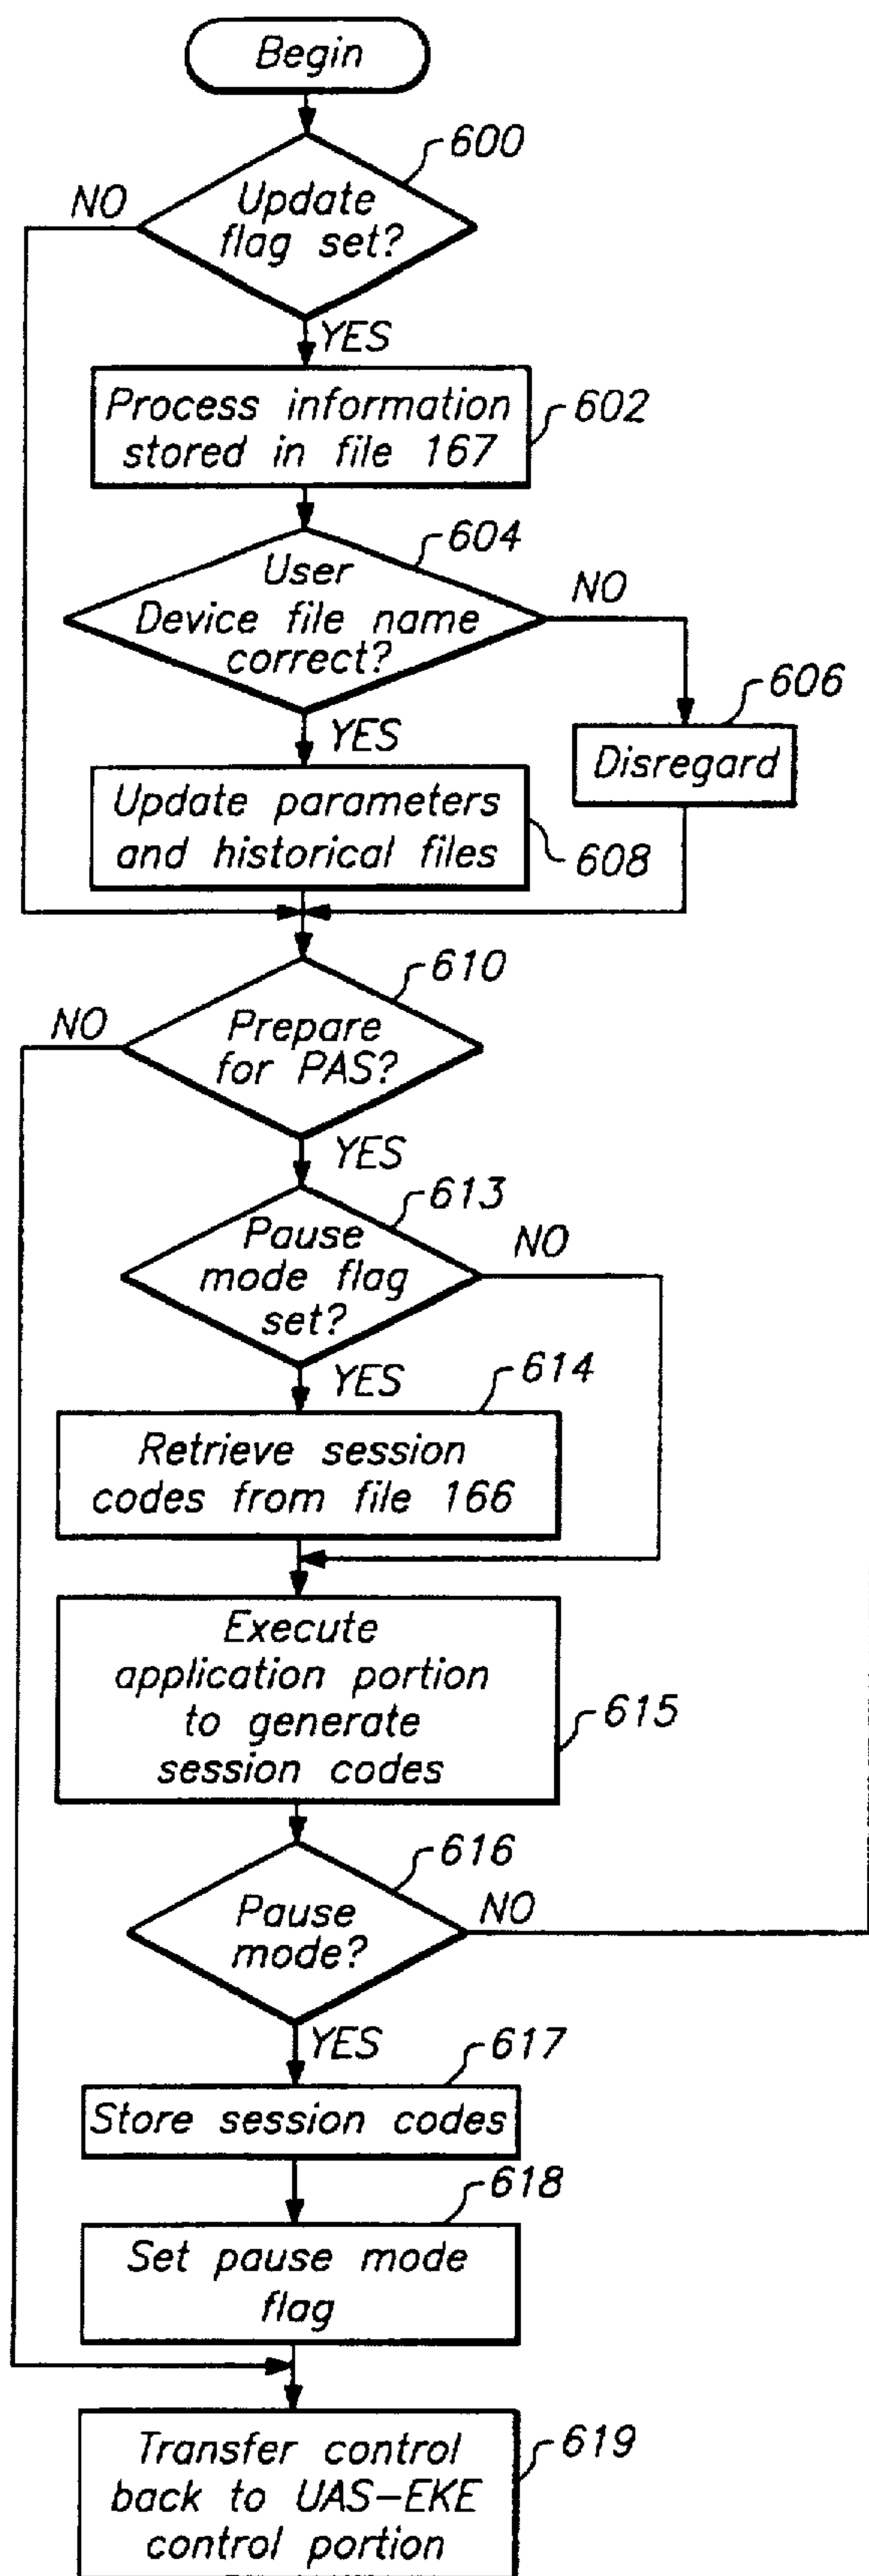 Begin
600
NO
Update
flag set?
YES
Process information
stored in file 167
602
604
User
Device file name
correct?
NO
606
YES
Disregard
Update parameters
and historical files
608
610
NO
Prepare
for PAS?
YES
613
Pause
mode flag
set?
NO
YES
614
Retrieve session
codes from file 166
Execute
application portion
to generate
session codes
615
616
Pause
mode?
NO
YES
617
Store session codes
618
Set pause mode
flag
619
Transfer control
back to UAS-EKE
control portion